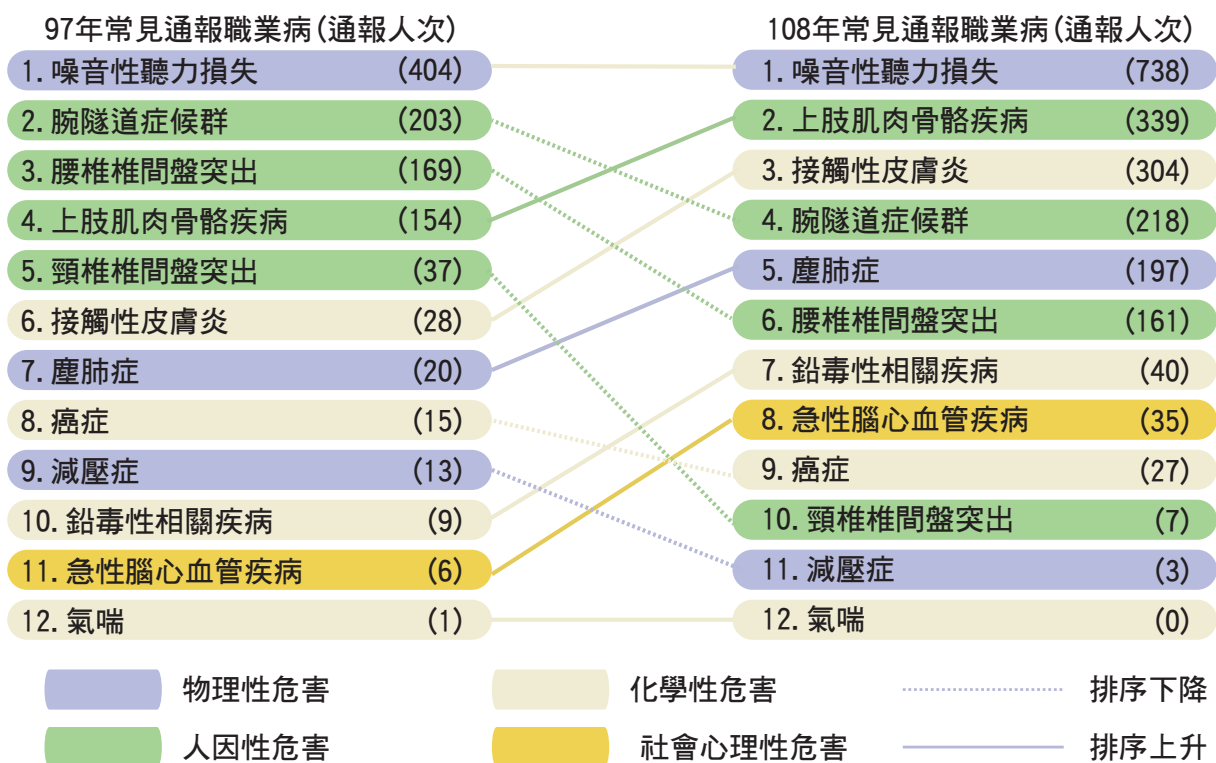 97年常見通報職業病(通報人次)
1. 噪音性聽力損失 (404)
2. 腕隧道症候群 (203)
3. 腰椎椎間盤突出 (169)
4. 上肢肌肉骨骼疾病 (154)
5. 頸椎椎間盤突出 (37)
6. 接觸性皮膚炎 (28)
7. 塵肺症 (20)
8. 癌症 (15)
9. 減壓症 (13)
10. 鉛毒性相關疾病 (9)
11. 急性腦心血管疾病 (6)
12. 氣喘 (1)
108年常見通報職業病(通報人次)
1. 噪音性聽力損失 (738)
2. 上肢肌肉骨骼疾病 (339)
3. 接觸性皮膚炎 (304)
4. 腕隧道症候群 (218)
5. 塵肺症 (197)
6. 腰椎椎間盤突出 (161)
7. 鉛毒性相關疾病 (40)
8. 急性腦心血管疾病 (35)
9. 癌症 (27)
10. 頸椎椎間盤突出 (7)
11. 減壓症 (3)
12. 氣喘 (0)
物理性危害
化學性危害
排序下降
人因性危害
社會心理性危害
排序上升